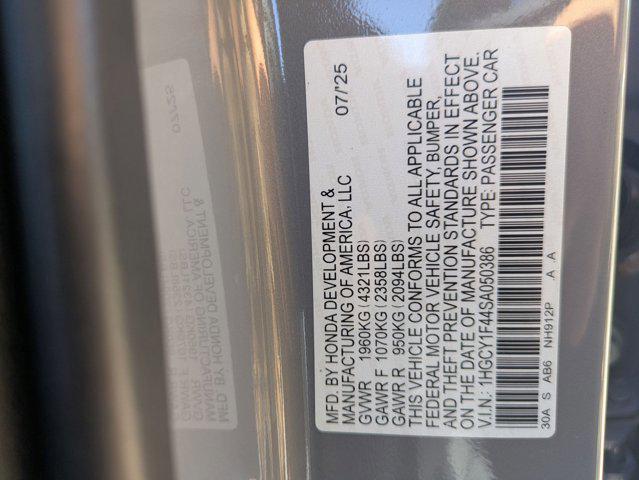 MFD. BY HONDA DEVELOPMENT &
MANUFACTURING OF AMERICA, LLC 07/'25
GVWR 1960KG (4321LBS)
GAWR F 1070KG (2358LBS)
GAWR R 950KG (2094LBS)
THIS VEHICLE CONFORMS TO ALL APPLICABLE
FEDERAL MOTOR VEHICLE SAFETY, BUMPER,
AND THEFT PREVENTION STANDARDS IN EFFECT
ON THE DATE OF MANUFACTURE SHOWN ABOVE.
V.I.N.: 1HGCY1F44SA050386 TYPE: PASSENGER CAR
30A S AB6 NH912P A A